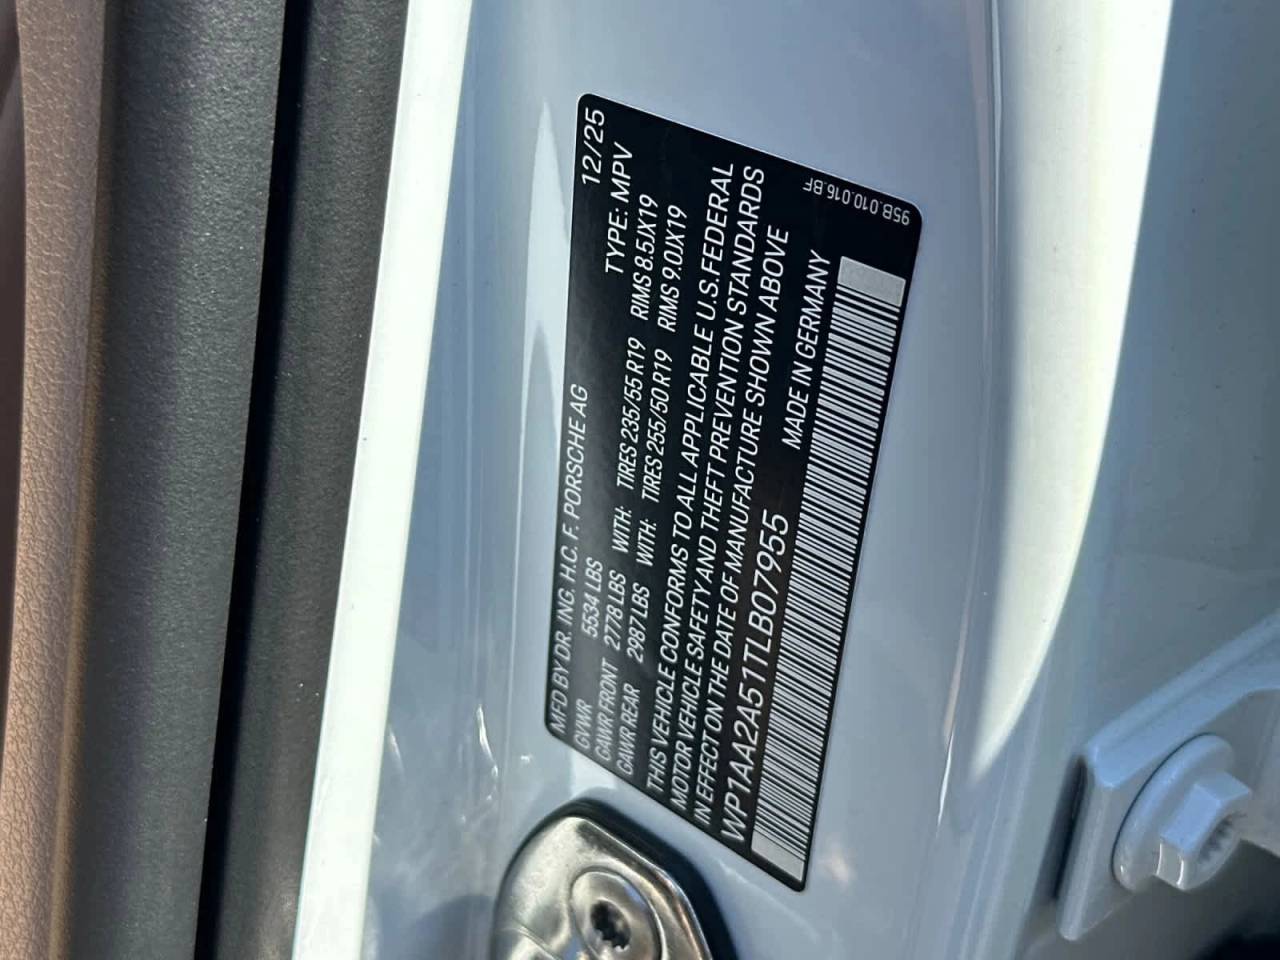 MFD BY DR. ING. H.C. F. PORSCHE AG 12/25
GVWR 5534 LBS TYPE: MPV
GAWR FRONT 2778 LBS WITH: TIRES 235/55 R19 RIMS 8.5JX19
GAWR REAR 2987 LBS WITH: TIRES 255/50 R19 RIMS 9.0JX19
THIS VEHICLE CONFORMS TO ALL APPLICABLE U.S. FEDERAL
MOTOR VEHICLE SAFETY AND THEFT PREVENTION STANDARDS
IN EFFECT ON THE DATE OF MANUFACTURE SHOWN ABOVE
WP1AA2A51TLB07955 MADE IN GERMANY
95B.010.016.BF